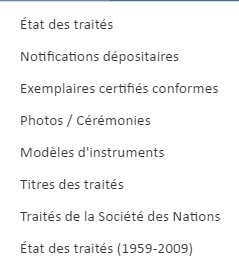 État des traités
Notifications dépositaires
Exemplaires certifiés conformes
Photos / Cérémonies
Modèles d'instruments
Titres des traités
Traités de la Société des Nations
État des traités (1959-2009)